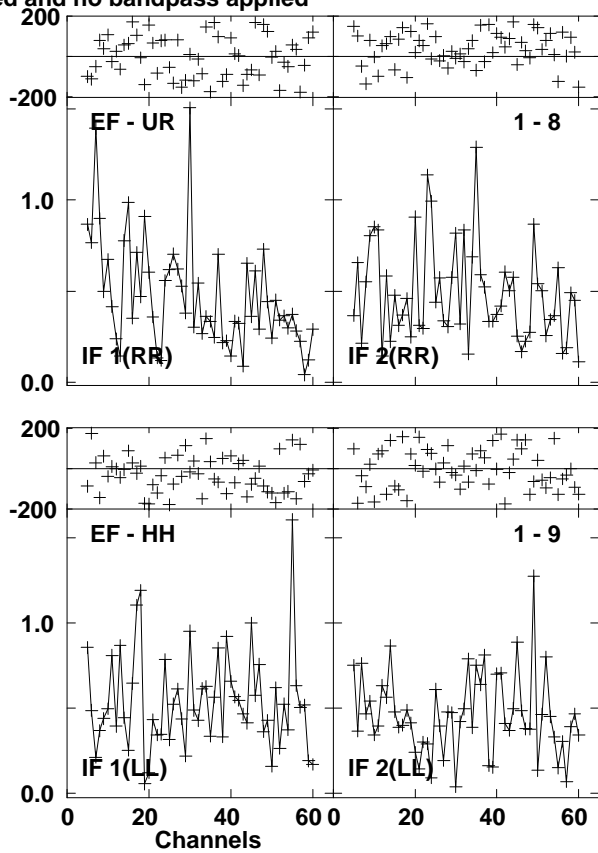 ed and no bandpass applied
200
-200
EF - UR
1 - 8
1.0
IF 1(RR)
IF 2(RR)
0.0
200
-200
EF - HH
1 - 9
1.0
IF 1(LL)
IF 2(LL)
0.0
0 20 40 60 0 20 40 60
Channels